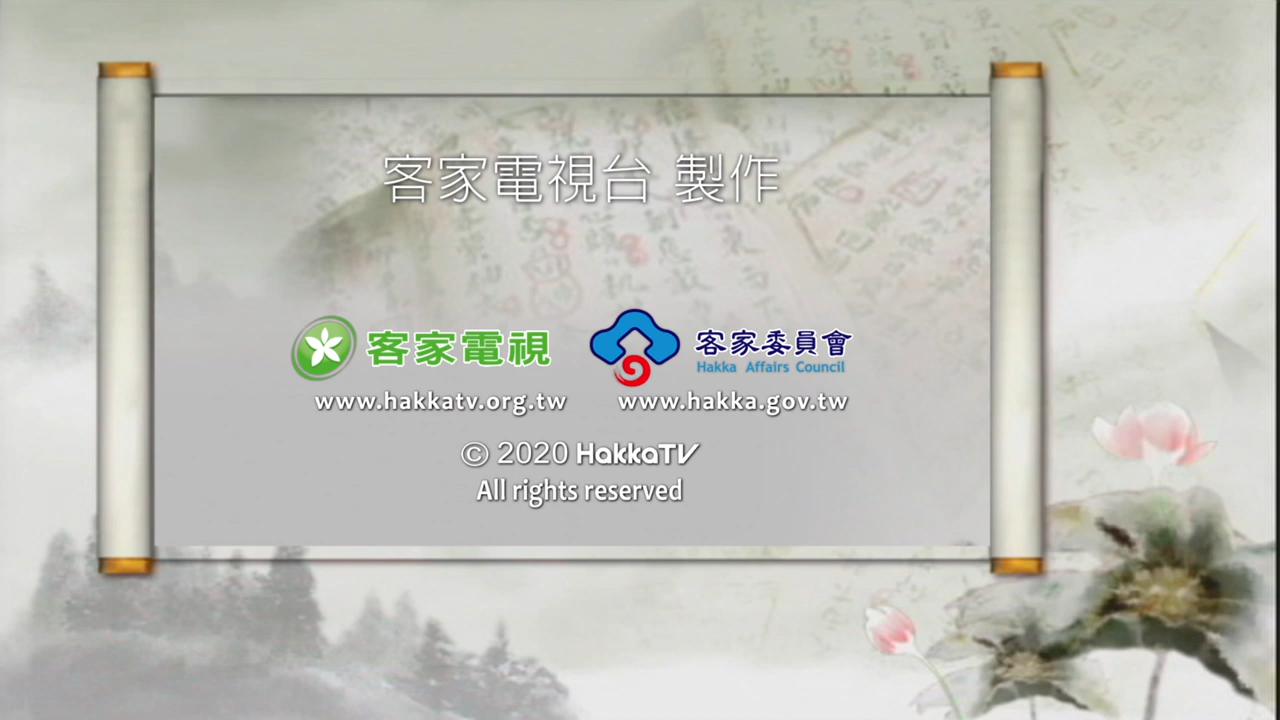 客家電視台 製作
客家電視 客家委員會
Hakka Affairs Council
www.hakkatv.org.tw www.hakka.gov.tw
© 2020 HakkaTV
All rights reserved